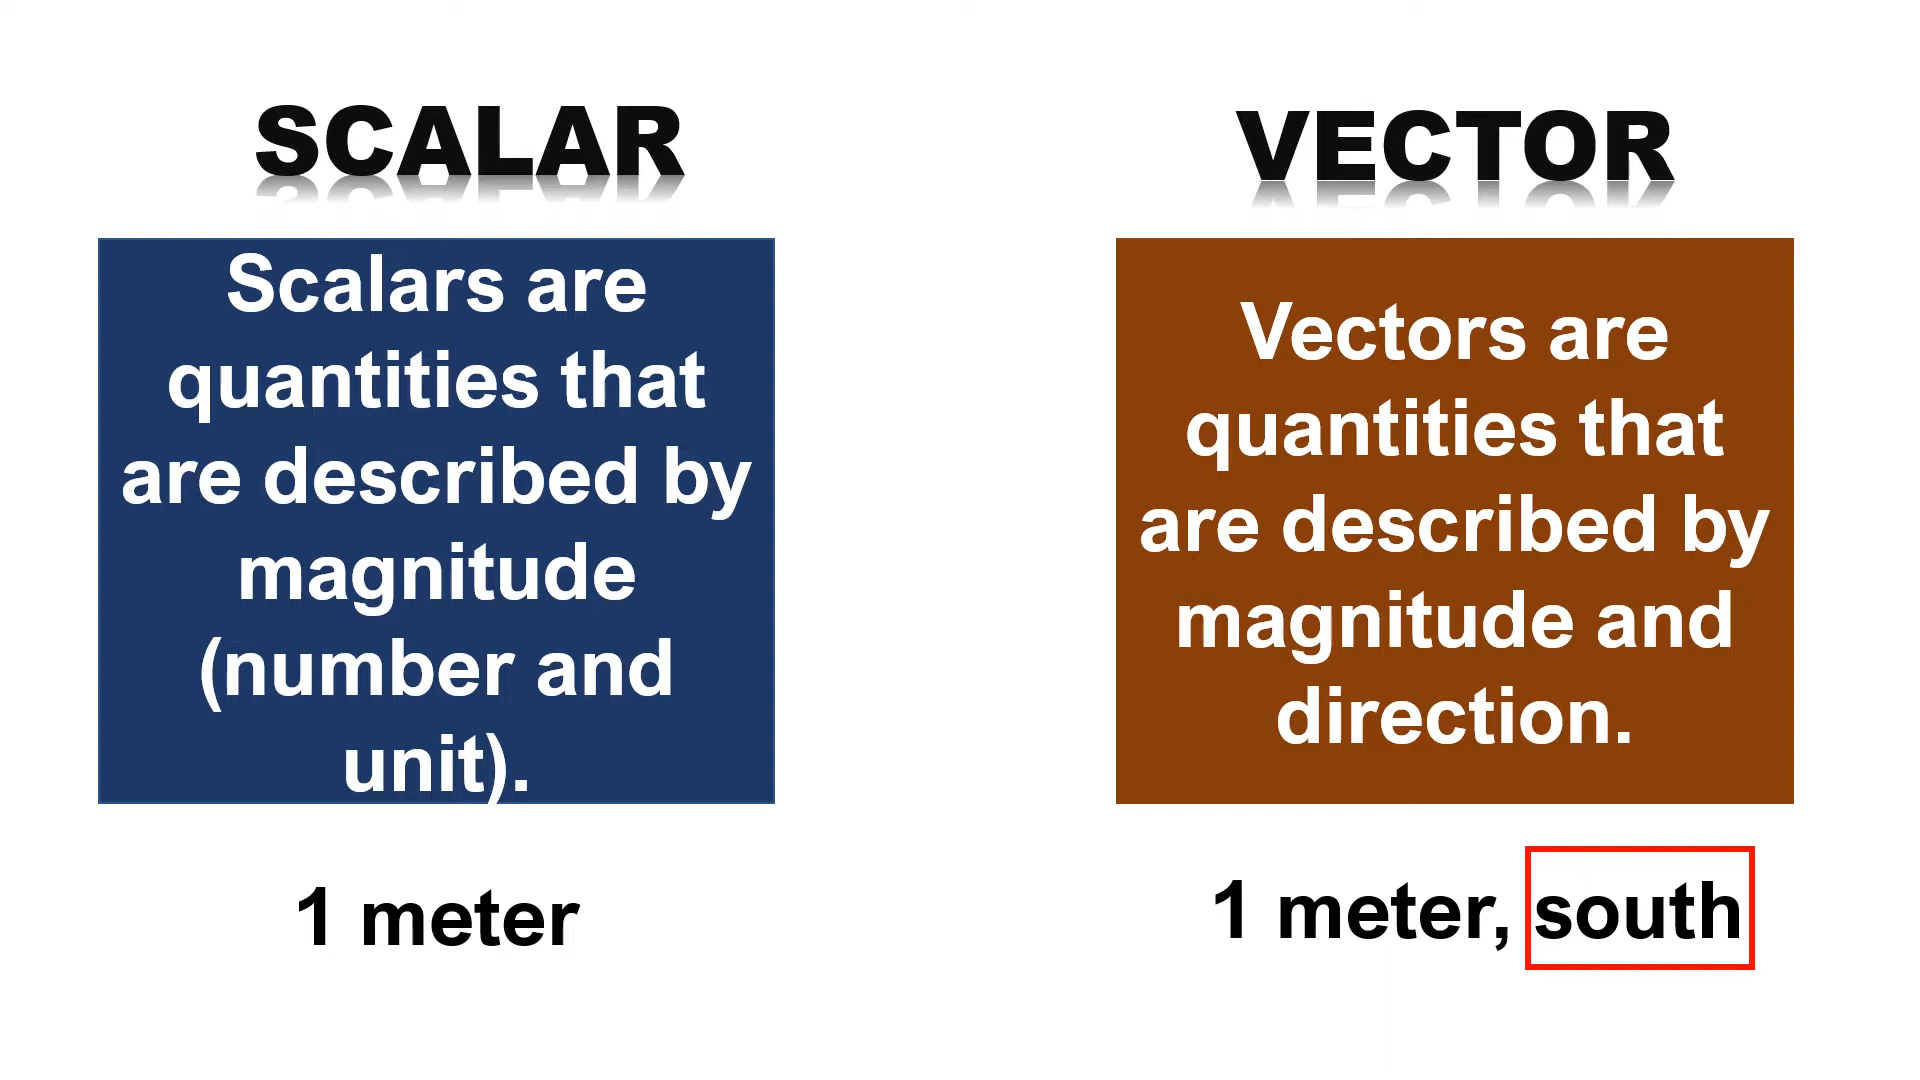 SCALAR
Scalars are
quantities that
are described by
magnitude
(number and
unit).
1 meter
VECTOR
Vectors are
quantities that
are described by
magnitude and
direction.
1 meter, south